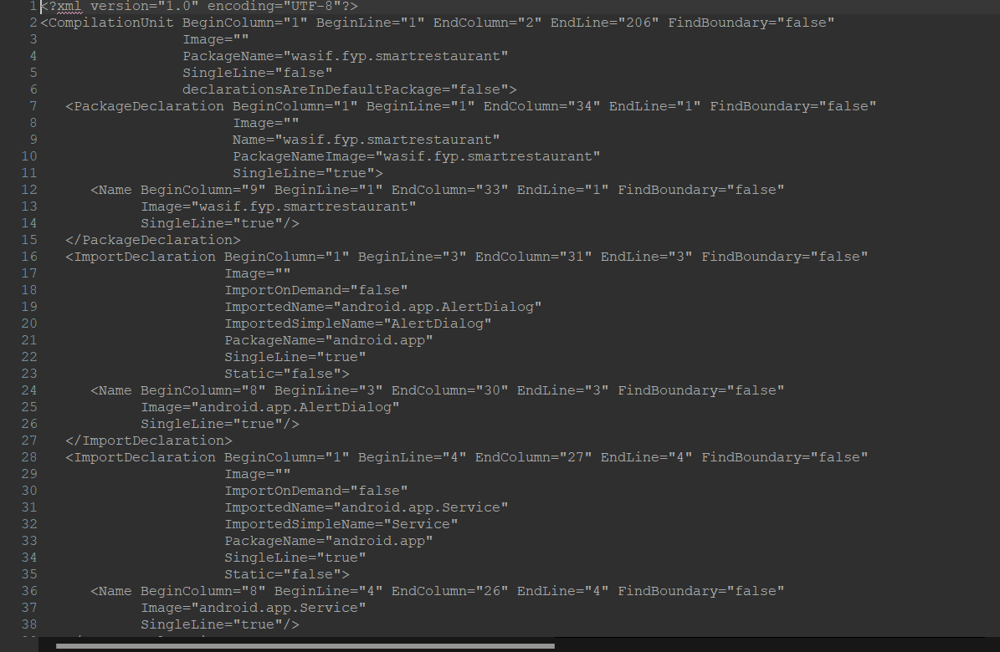 1 <?xml version="1.0" encoding="UTF-8"?>
2 <CompilationUnit BeginColumn="1" BeginLine="1" EndColumn="2" EndLine="206" FindBoundary="false"
3 Image=""
4 PackageName="wasif.fyp.smartrestaurant"
5 SingleLine="false"
6 declarationsAreInDefaultPackage="false">
7 <PackageDeclaration BeginColumn="1" BeginLine="1" EndColumn="34" EndLine="1" FindBoundary="false"
8 Image=""
9 Name="wasif.fyp.smartrestaurant"
10 PackageNameImage="wasif.fyp.smartrestaurant"
11 SingleLine="true">
12 <Name BeginColumn="9" BeginLine="1" EndColumn="33" EndLine="1" FindBoundary="false"
13 Image="wasif.fyp.smartrestaurant"
14 SingleLine="true"/>
15 </PackageDeclaration>
16 <ImportDeclaration BeginColumn="1" BeginLine="3" EndColumn="31" EndLine="3" FindBoundary="false"
17 Image=""
18 ImportOnDemand="false"
19 ImportedName="android.app.AlertDialog"
20 ImportedSimpleName="AlertDialog"
21 PackageName="android.app"
22 SingleLine="true"
23 Static="false">
24 <Name BeginColumn="8" BeginLine="3" EndColumn="30" EndLine="3" FindBoundary="false"
25 Image="android.app.AlertDialog"
26 SingleLine="true"/>
27 </ImportDeclaration>
28 <ImportDeclaration BeginColumn="1" BeginLine="4" EndColumn="27" EndLine="4" FindBoundary="false"
29 Image=""
30 ImportOnDemand="false"
31 ImportedName="android.app.Service"
32 ImportedSimpleName="Service"
33 PackageName="android.app"
34 SingleLine="true"
35 Static="false">
36 <Name BeginColumn="8" BeginLine="4" EndColumn="26" EndLine="4" FindBoundary="false"
37 Image="android.app.Service"
38 SingleLine="true"/>